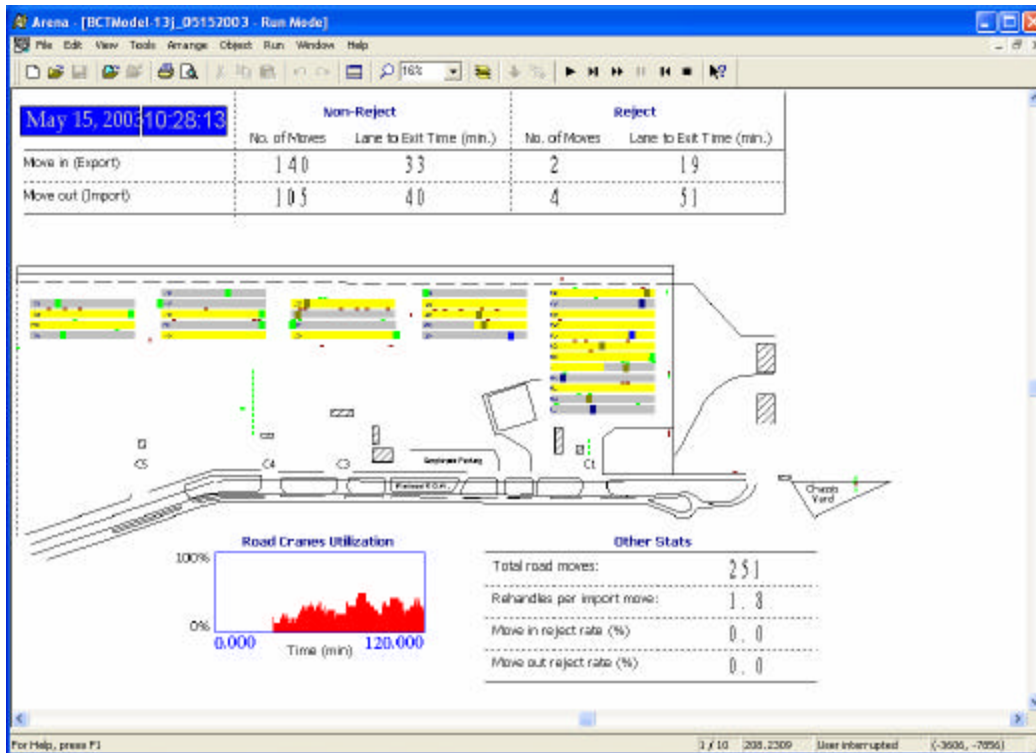 Arena - [BCTModel-13j_05152003 - Run Mode]
File Edit View Tools Arrange Object Run Window Help
16%
May 15, 2003 10:28:13
Non-Reject Reject
No. of Moves Lane to Exit Time (min.) No. of Moves Lane to Exit Time (min.)
Move in (Export) 140 33 2 19
Move out (Import) 105 40 4 51
C5 C4 C3 Employee Parking C1
Railroad R.O.W.
Chassis
Yard
Road Cranes Utilization
100%
0%
0.000 Time (min) 120.000
Other Stats
Total road moves: 251
Rehandles per import move: 1.8
Move in reject rate (%) 0.0
Move out reject rate (%) 0.0
For Help, press F1 1 / 10 208.2309 User interrupted (-3606, -7856)